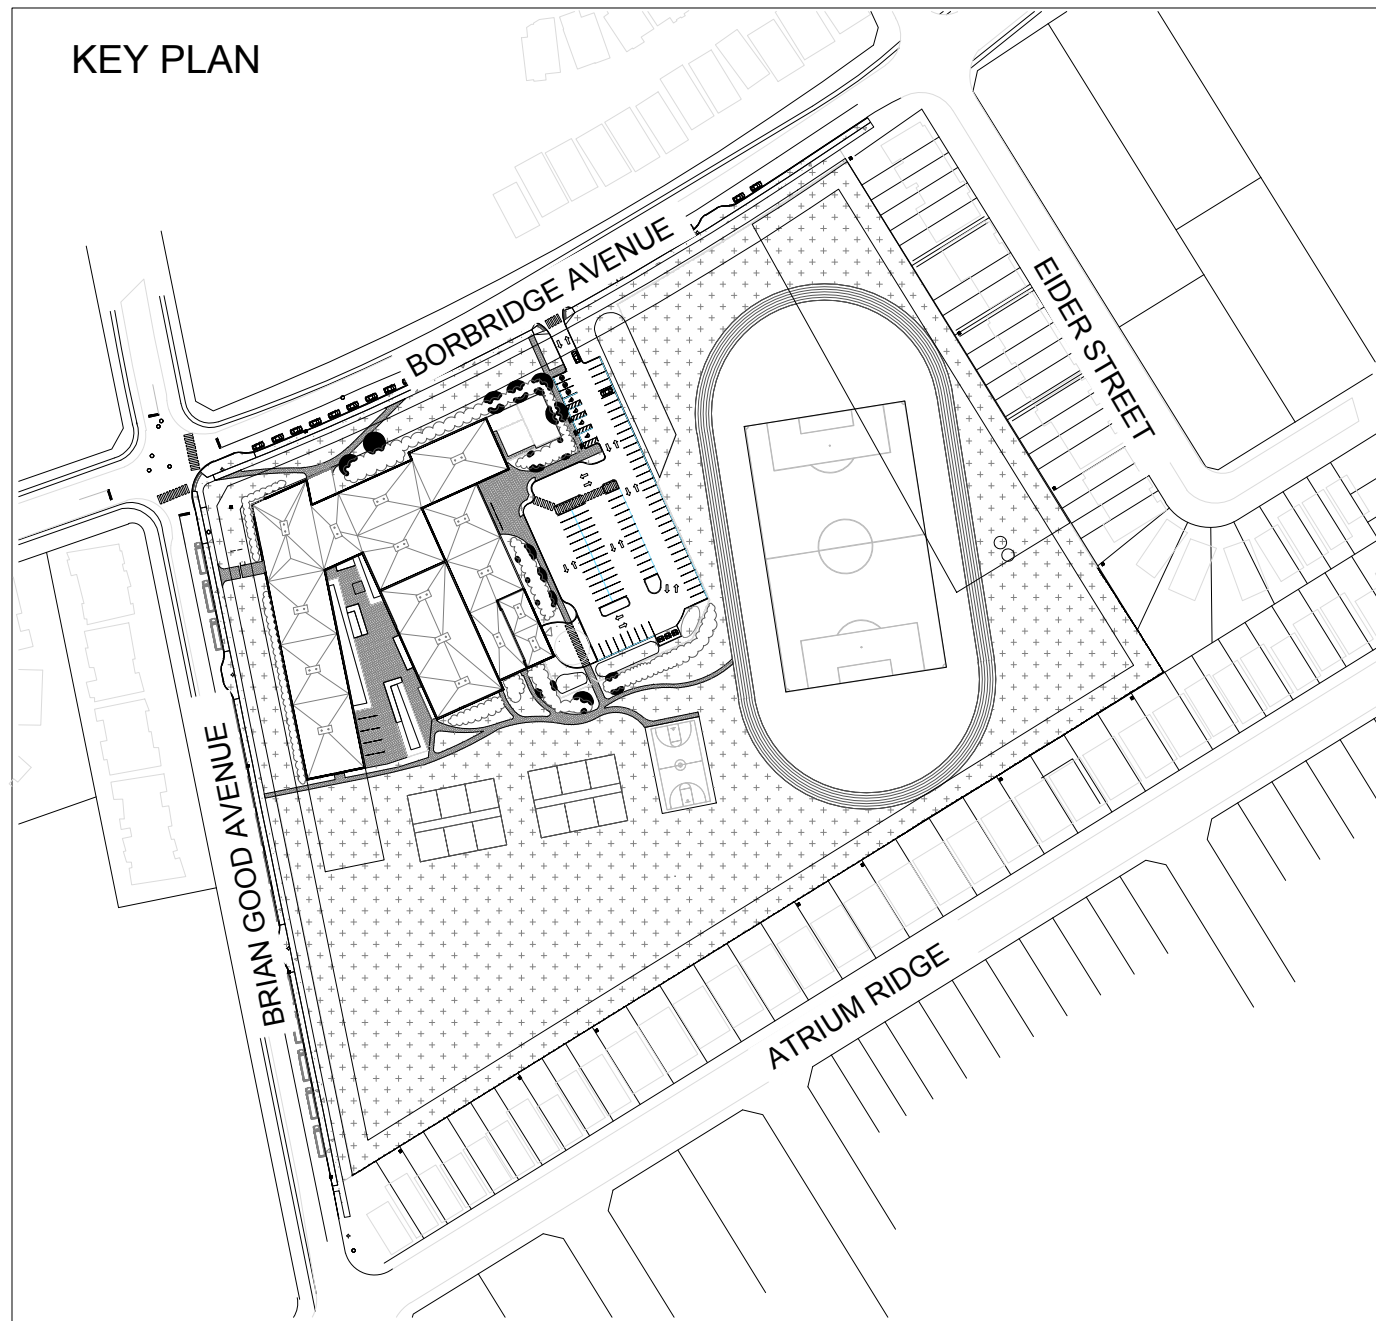 KEY PLAN
BORBRIDGE AVENUE
EIDER STREET
BRIAN GOOD AVENUE
ATRIUM RIDGE